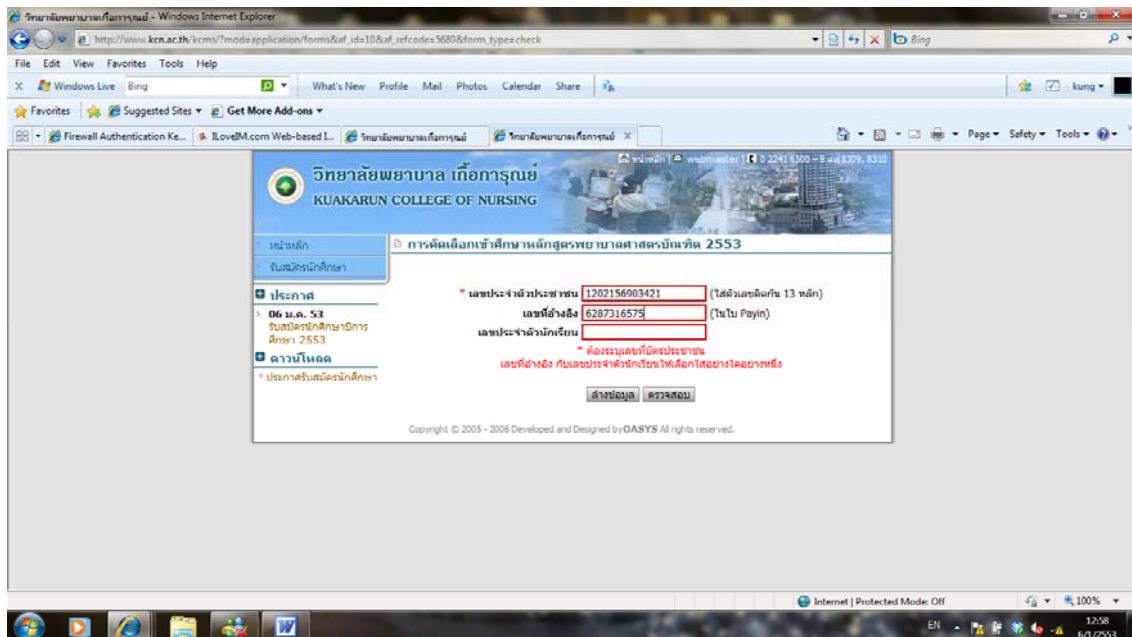 วิทยาลัยพยาบาลเกื้อการุณย์ - Windows Internet Explorer
http://www.kcn.ac.th/kcms/?mod=application/forms&af_id=10&af_refcode=5680&form_type=check
Bing
File Edit View Favorites Tools Help
X Windows Live Bing What's New Profile Mail Photos Calendar Share kung
Favorites Suggested Sites Get More Add-ons
Firewall Authentication Ke... ILoveIM.com Web-based I... วิทยาลัยพยาบาลเกื้อการุณย์ วิทยาลัยพยาบาลเกื้อการุณย์ Page Safety Tools
หน้าหลัก | webmaster | 0 2241 6500 - 9 ต่อ 8309, 8310
วิทยาลัยพยาบาล เกื้อการุณย์
KUAKARUN COLLEGE OF NURSING
หน้าหลัก
รับสมัครนักศึกษา
การคัดเลือกเข้าศึกษาหลักสูตรพยาบาลศาสตรบัณฑิต 2553
ประกาศ
06 ม.ค. 53
รับสมัครนักศึกษาปีการ
ศึกษา 2553
ดาวน์โหลด
ประกาศรับสมัครนักศึกษา
* เลขประจำตัวประชาชน 1202156903421 (ใส่ตัวเลขติดกัน 13 หลัก)
เลขที่อ้างอิง 6287316575 (ในใบ Payin)
เลขประจำตัวนักเรียน
* ต้องระบุเลขที่บัตรประชาชน
เลขที่อ้างอิง กับเลขประจำตัวนักเรียนให้เลือกใส่อย่างใดอย่างหนึ่ง
ล้างข้อมูล ตรวจสอบ
Copyright © 2005 - 2006 Developed and Designed by OASYS All rights reserved.
Internet | Protected Mode: Off 100%
EN 12:58
6/1/2553